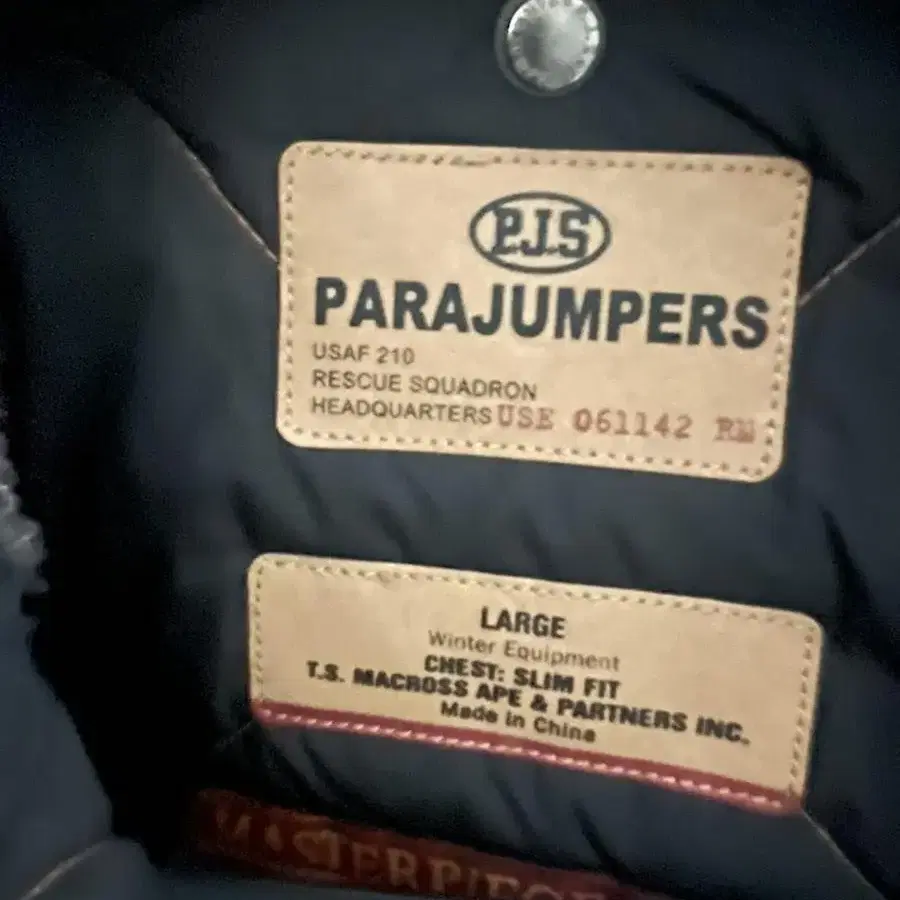 P.J.S
PARAJUMPERS
USAF 210
RESCUE SQUADRON
HEADQUARTERS USE 061142 RM
LARGE
Winter Equipment
CHEST: SLIM FIT
T.S. MACROSS APE & PARTNERS INC.
Made in China